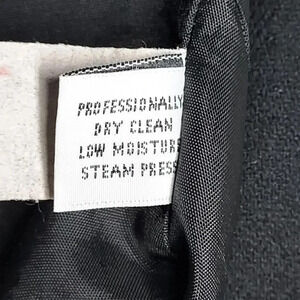 PROFESSIONALLY
DRY CLEAN
LOW MOISTURE
STEAM PRESS